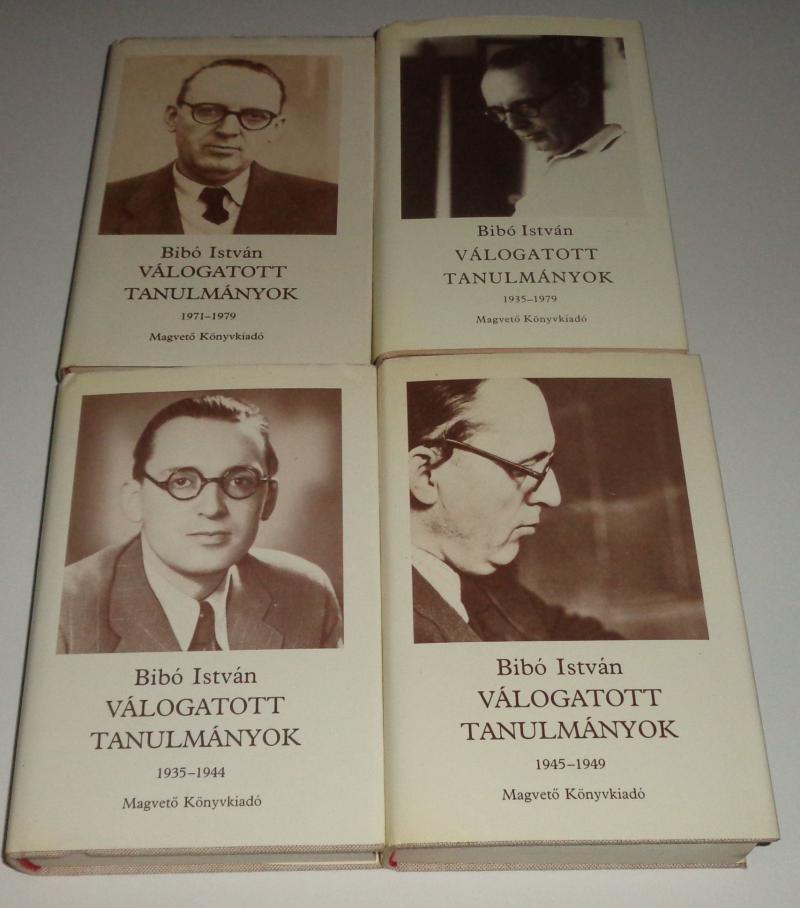 Bibó István
VÁLOGATOTT
TANULMÁNYOK
1971–1979
Magvető Könyvkiadó
Bibó István
VÁLOGATOTT
TANULMÁNYOK
1935–1979
Magvető Könyvkiadó
Bibó István
VÁLOGATOTT
TANULMÁNYOK
1935–1944
Magvető Könyvkiadó
Bibó István
VÁLOGATOTT
TANULMÁNYOK
1945–1949
Magvető Könyvkiadó